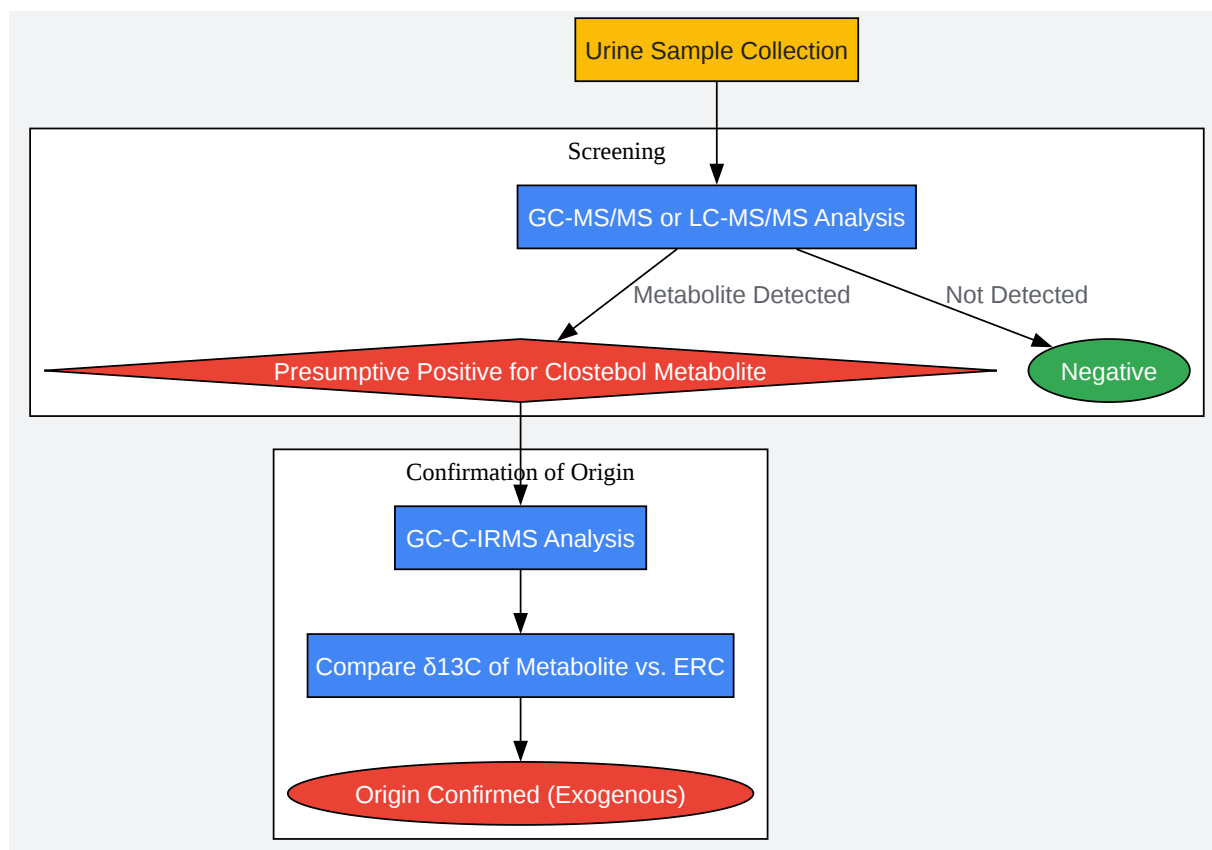 Urine Sample Collection
Screening
GC-MS/MS or LC-MS/MS Analysis
Metabolite Detected
Not Detected
Presumptive Positive for Clostebol Metabolite
Negative
Confirmation of Origin
GC-C-IRMS Analysis
Compare δ13C of Metabolite vs. ERC
Origin Confirmed (Exogenous)